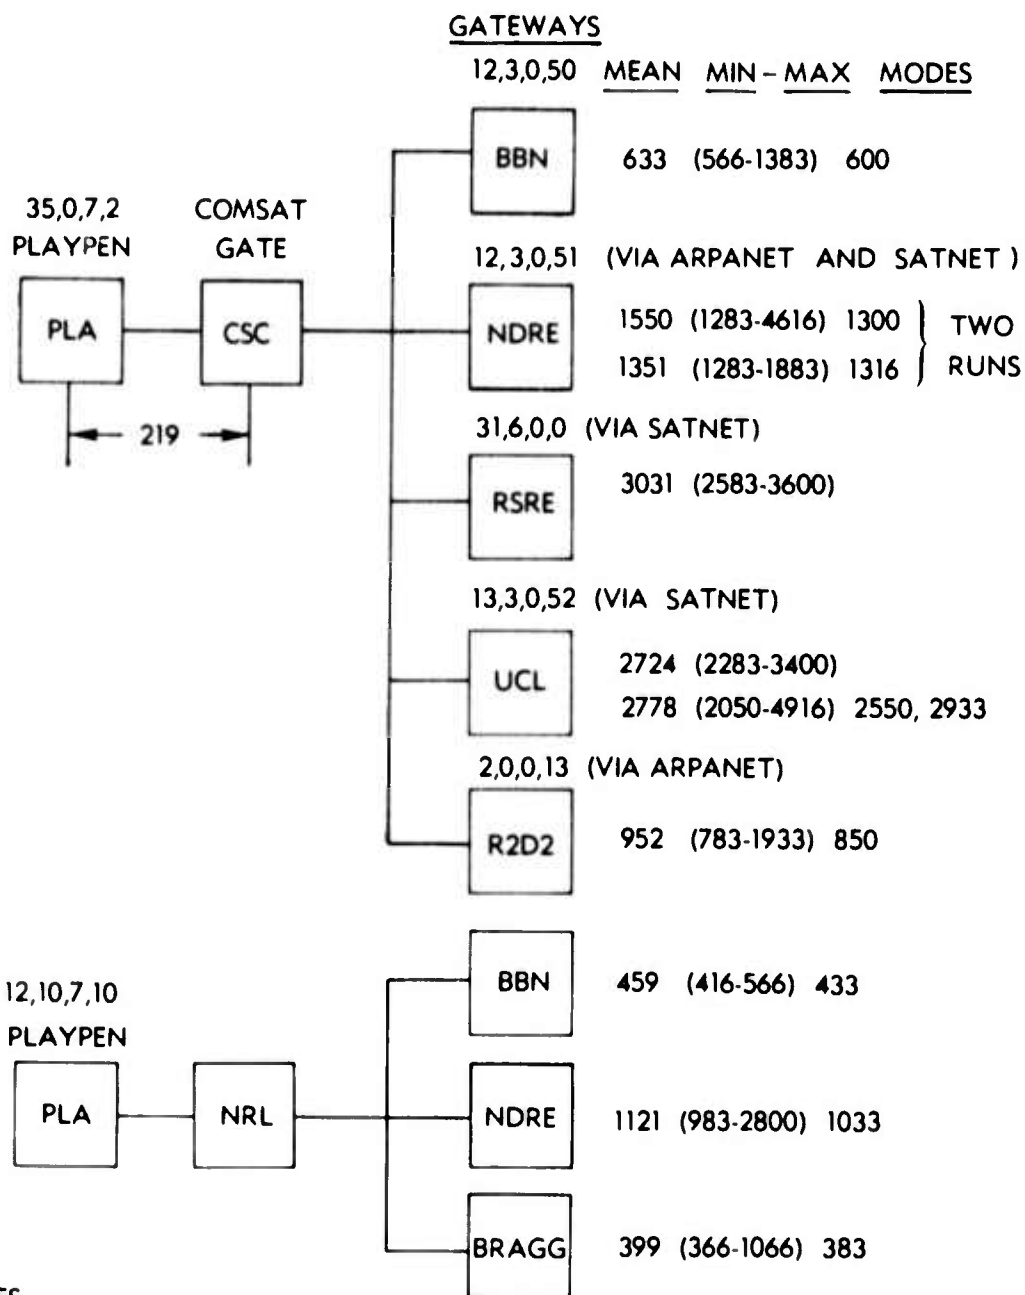 GATEWAYS
12,3,0,50 MEAN MIN-MAX MODES
BBN 633 (566-1383) 600
35,0,7,2 COMSAT
PLAYPEN GATE
12,3,0,51 (VIA ARPANET AND SATNET)
PLA CSC NDRE 1550 (1283-4616) 1300 TWO
1351 (1283-1883) 1316 RUNS
219
31,6,0,0 (VIA SATNET)
RSRE 3031 (2583-3600)
13,3,0,52 (VIA SATNET)
UCL 2724 (2283-3400)
2778 (2050-4916) 2550, 2933
2,0,0,13 (VIA ARPANET)
R2D2 952 (783-1933) 850
BBN 459 (416-566) 433
12,10,7,10
PLAYPEN
PLA NRL NDRE 1121 (983-2800) 1033
BRAGG 399 (366-1066) 383